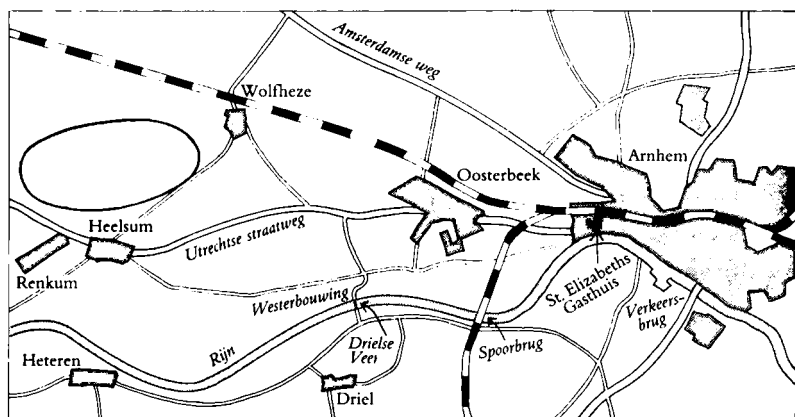 Amsterdamse weg
Wolfheze
Arnhem
Oosterbeek
Heelsum
Utrechtse straatweg
Renkum
St. Elizabeths
Gasthuis
Westerbouwing
Verkeers-
brug
Rijn
Drielse
Veer
Spoorbrug
Heteren
Driel